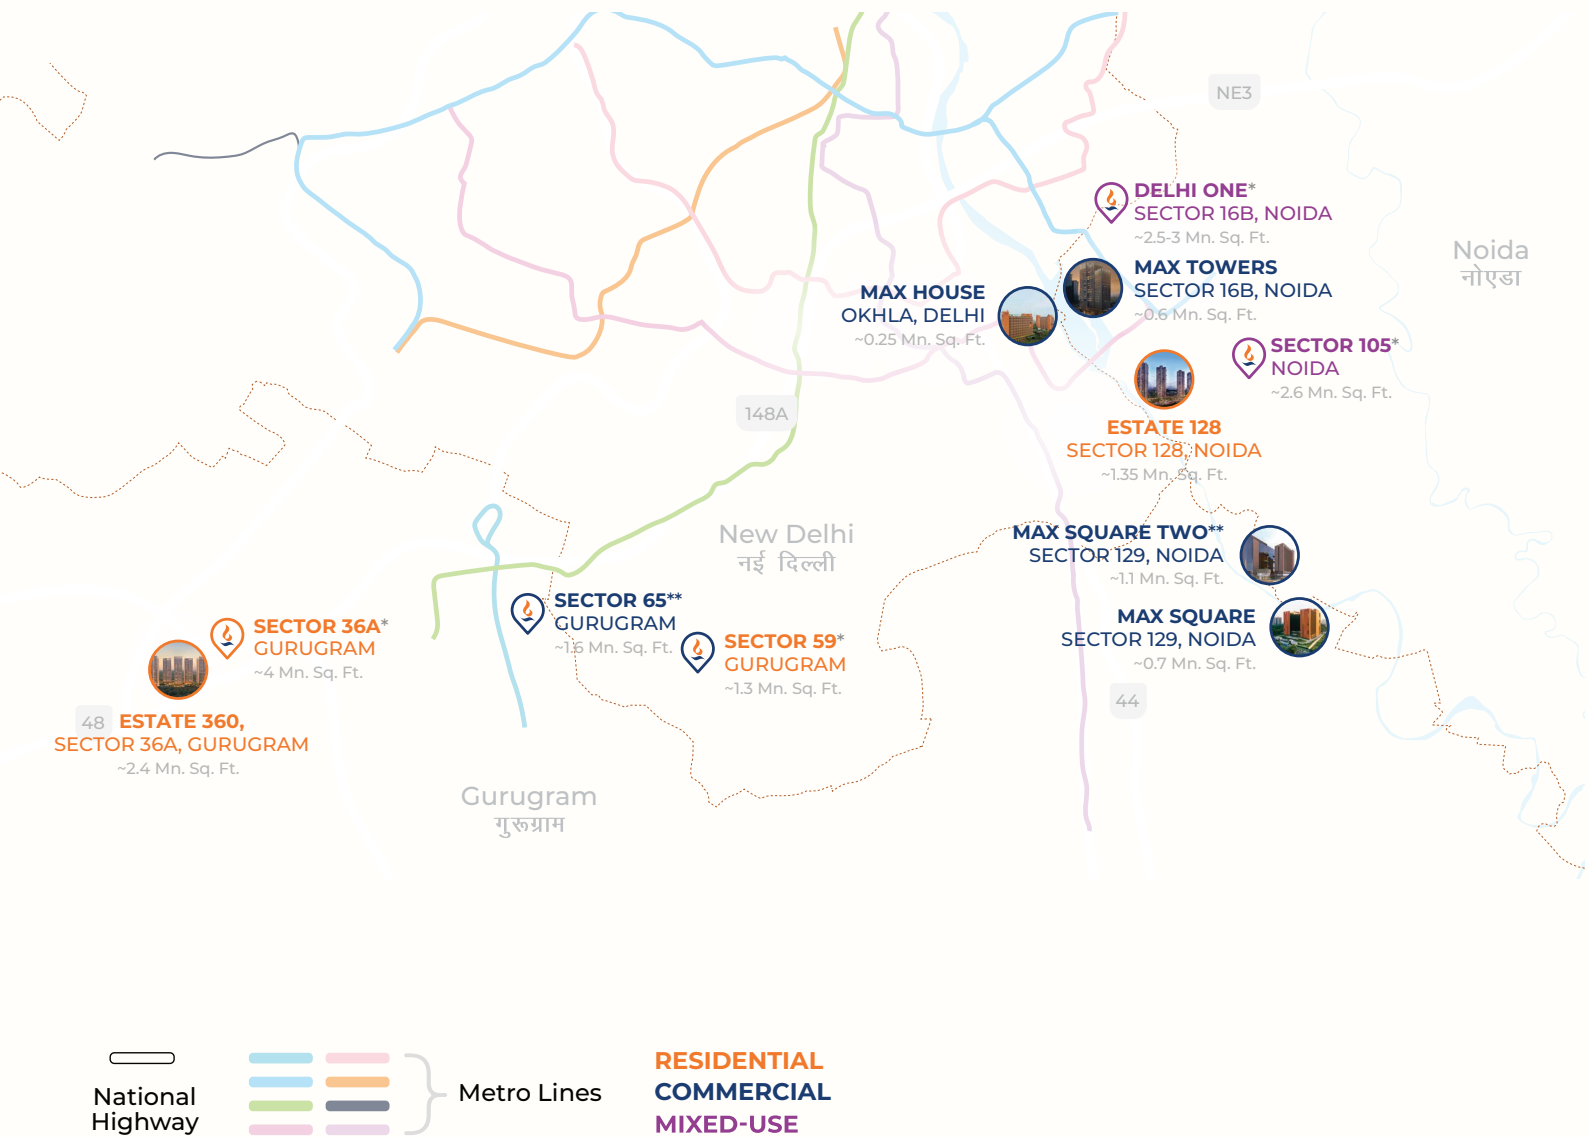 NE3
DELHI ONE*
SECTOR 16B, NOIDA
~2.5-3 Mn. Sq. Ft.
Noida
नोएडा
MAX TOWERS
SECTOR 16B, NOIDA
~0.6 Mn. Sq. Ft.
MAX HOUSE
OKHLA, DELHI
~0.25 Mn. Sq. Ft.
SECTOR 105*
NOIDA
~2.6 Mn. Sq. Ft.
148A
ESTATE 128
SECTOR 128, NOIDA
~1.35 Mn. Sq. Ft.
New Delhi
नई दिल्ली
MAX SQUARE TWO**
SECTOR 129, NOIDA
~1.1 Mn. Sq. Ft.
SECTOR 65**
GURUGRAM
~1.6 Mn. Sq. Ft.
MAX SQUARE
SECTOR 129, NOIDA
~0.7 Mn. Sq. Ft.
SECTOR 36A*
GURUGRAM
~4 Mn. Sq. Ft.
SECTOR 59*
GURUGRAM
~1.3 Mn. Sq. Ft.
44
48
ESTATE 360,
SECTOR 36A, GURUGRAM
~2.4 Mn. Sq. Ft.
Gurugram
गुरूग्राम
National
Highway
Metro Lines
RESIDENTIAL
COMMERCIAL
MIXED-USE